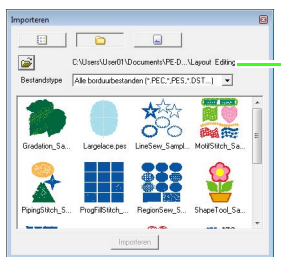 Importeren
C:\Users\User01\Documents\PE-D...\Layout Editing
Bestandstype
Alle borduurbestanden (*.PEC,*.PES,*.DST...)
Gradation_Sa... Largelace.pes LineSew_Sampl... MotifStitch_S...
PipingStitch_S... ProgFillStitch_... RegionSew_S... ShapeTool_Sa...
Importeren